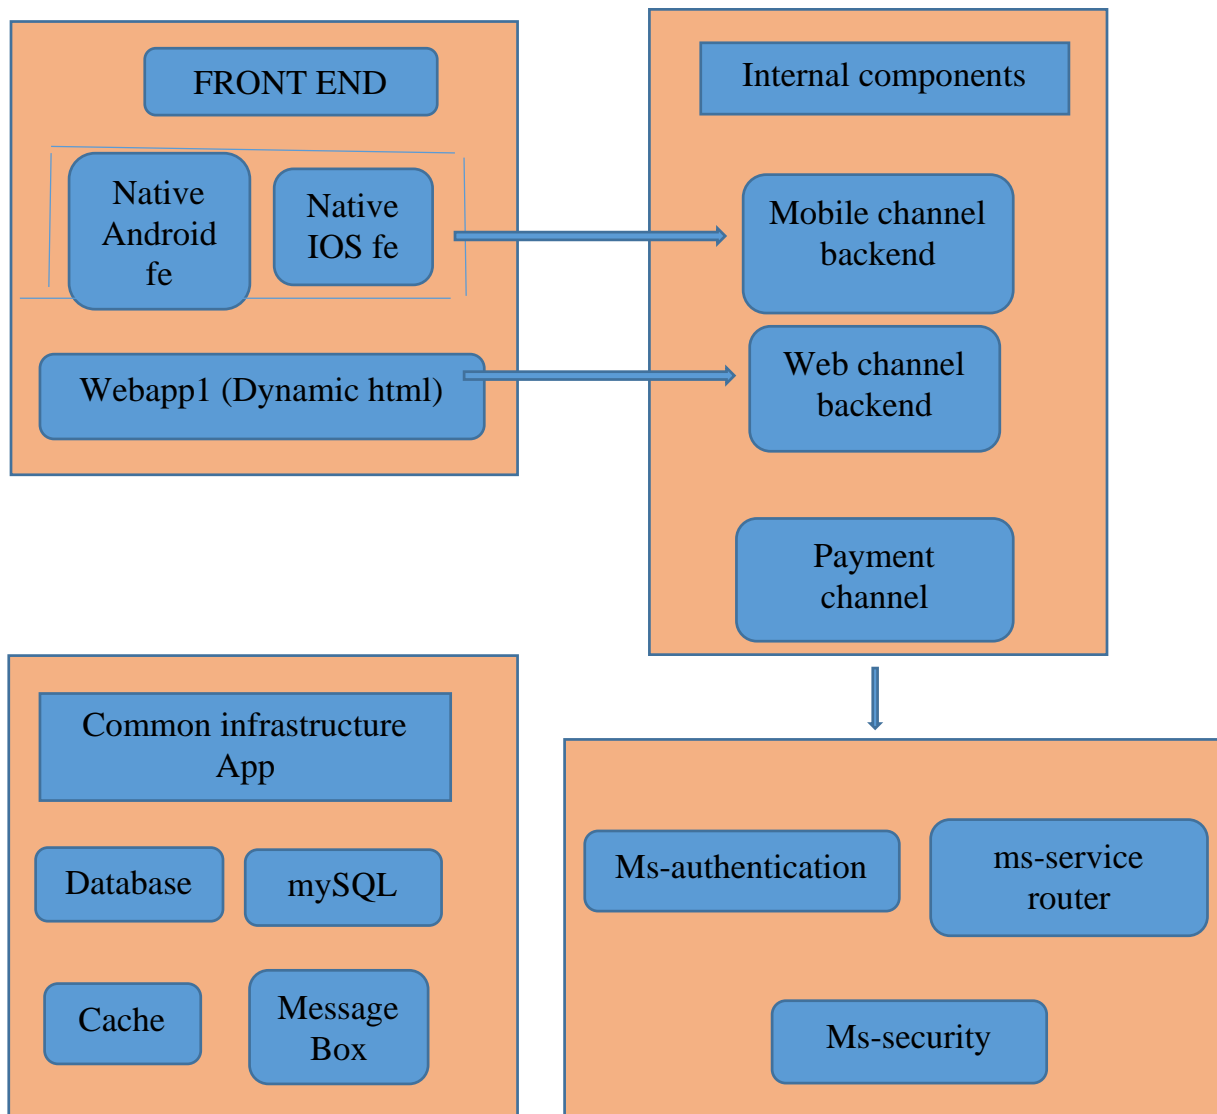 FRONT END
Native
Android
fe
Native
IOS fe
Webapp1 (Dynamic html)
Internal components
Mobile channel
backend
Web channel
backend
Payment
channel
Common infrastructure
App
Database
mySQL
Cache
Message
Box
Ms-authentication
ms-service
router
Ms-security